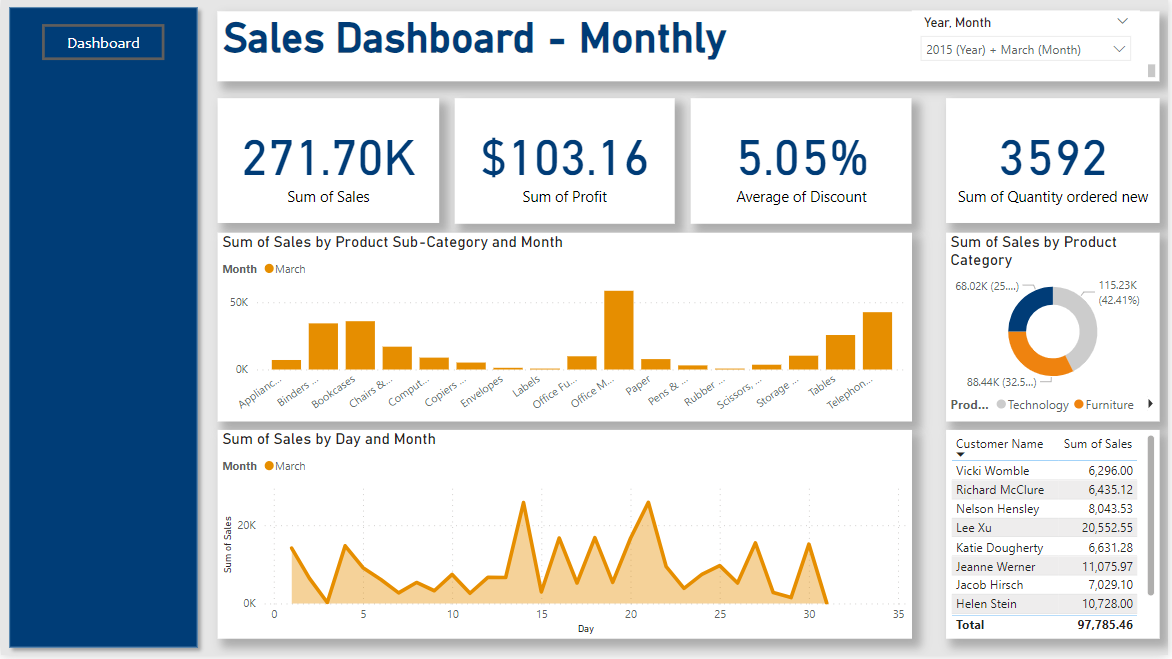 Dashboard
Sales Dashboard - Monthly
Year, Month
2015 (Year) + March (Month)
271.70K
Sum of Sales
$103.16
Sum of Profit
5.05%
Average of Discount
3592
Sum of Quantity ordered new
Sum of Sales by Product Sub-Category and Month
Month March
50K
0K
Applianc...
Binders ...
Bookcases
Chairs &...
Comput...
Copiers ...
Envelopes
Labels
Office Fu...
Office M...
Paper
Pens & ...
Rubber ...
Scissors, ...
Storage ...
Tables
Telephon...
Sum of Sales by Product
Category
68.02K (25....)
115.23K
(42.41%)
88.44K (32.5...)
Prod... Technology Furniture
Sum of Sales by Day and Month
Month March
Sum of Sales
20K
0K
0 5 10 15 20 25 30 35
Day
Customer Name Sum of Sales
Vicki Womble 6,296.00
Richard McClure 6,435.12
Nelson Hensley 8,043.53
Lee Xu 20,552.55
Katie Dougherty 6,631.28
Jeanne Werner 11,075.97
Jacob Hirsch 7,029.10
Helen Stein 10,728.00
Total 97,785.46